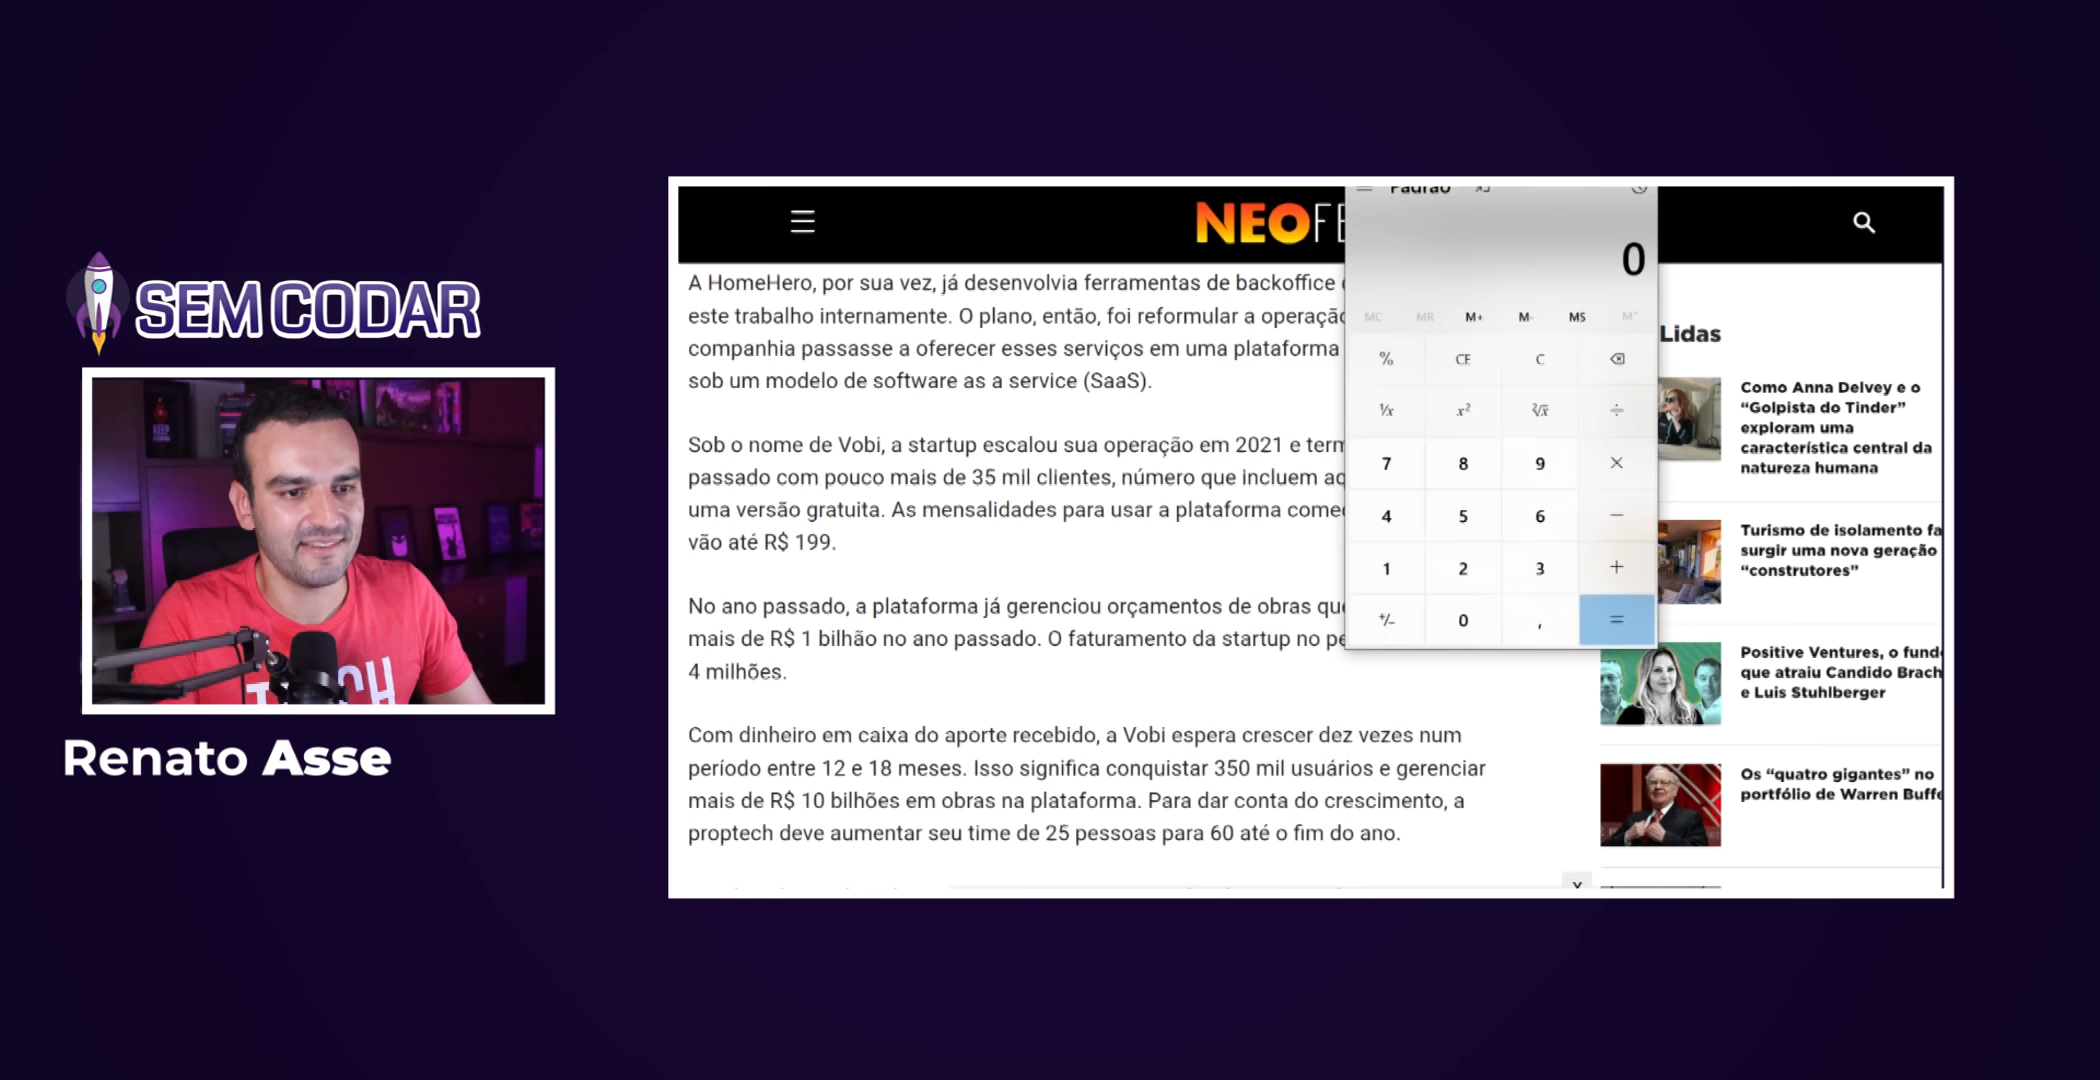 SEM CODAR
Renato Asse
NEOFE
A HomeHero, por sua vez, já desenvolvia ferramentas de backoffice
este trabalho internamente. O plano, então, foi reformular a operaçã
companhia passasse a oferecer esses serviços em uma plataforma
sob um modelo de software as a service (SaaS).
Sob o nome de Vobi, a startup escalou sua operação em 2021 e term
passado com pouco mais de 35 mil clientes, número que incluem aq
uma versão gratuita. As mensalidades para usar a plataforma come
vão até R$ 199.
No ano passado, a plataforma já gerenciou orçamentos de obras que
mais de R$ 1 bilhão no ano passado. O faturamento da startup no pe
4 milhões.
Com dinheiro em caixa do aporte recebido, a Vobi espera crescer dez vezes num
período entre 12 e 18 meses. Isso significa conquistar 350 mil usuários e gerenciar
mais de R$ 10 bilhões em obras na plataforma. Para dar conta do crescimento, a
proptech deve aumentar seu time de 25 pessoas para 60 até o fim do ano.
Padrão
0
MC MR M+ M- MS M˅
% CE C
¹/x x² ²√x ÷
7 8 9 ×
4 5 6 −
1 2 3 +
+/− 0 , =
Lidas
Como Anna Delvey e o
“Golpista do Tinder”
exploram uma
característica central da
natureza humana
Turismo de isolamento fa
surgir uma nova geração
“construtores”
Positive Ventures, o fund
que atraiu Candido Brach
e Luis Stuhlberger
Os “quatro gigantes” no
portfólio de Warren Buffe
X